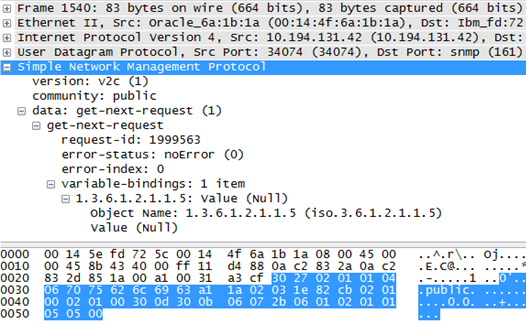 Frame 1540: 83 bytes on wire (664 bits), 83 bytes captured (664 bits)
Ethernet II, Src: Oracle_6a:1b:1a (00:14:4f:6a:1b:1a), Dst: Ibm_fd:72
Internet Protocol Version 4, Src: 10.194.131.42 (10.194.131.42), Dst:
User Datagram Protocol, Src Port: 34074 (34074), Dst Port: snmp (161)
Simple Network Management Protocol
version: v2c (1)
community: public
data: get-next-request (1)
get-next-request
request-id: 1999563
error-status: noError (0)
error-index: 0
variable-bindings: 1 item
1.3.6.1.2.1.1.5: Value (Null)
Object Name: 1.3.6.1.2.1.1.5 (iso.3.6.1.2.1.1.5)
Value (Null)
0000 00 14 5e fd 72 5c 00 14 4f 6a 1b 1a 08 00 45 00 ..^.r\.. Oj....
0010 00 45 8b 43 40 00 ff 11 d4 88 0a c2 83 2a 0a c2 .E.C@... .....*
0020 83 2d 85 1a 00 a1 00 31 a3 cf 30 27 02 01 01 04 .-.....1 ..0'..
0030 06 70 75 62 6c 69 63 a1 1a 02 03 1e 82 cb 02 01 .public. .......
0040 00 02 01 00 30 0d 30 0b 06 07 2b 06 01 02 01 01 ....0.0. ..+....
0050 05 05 00 ...